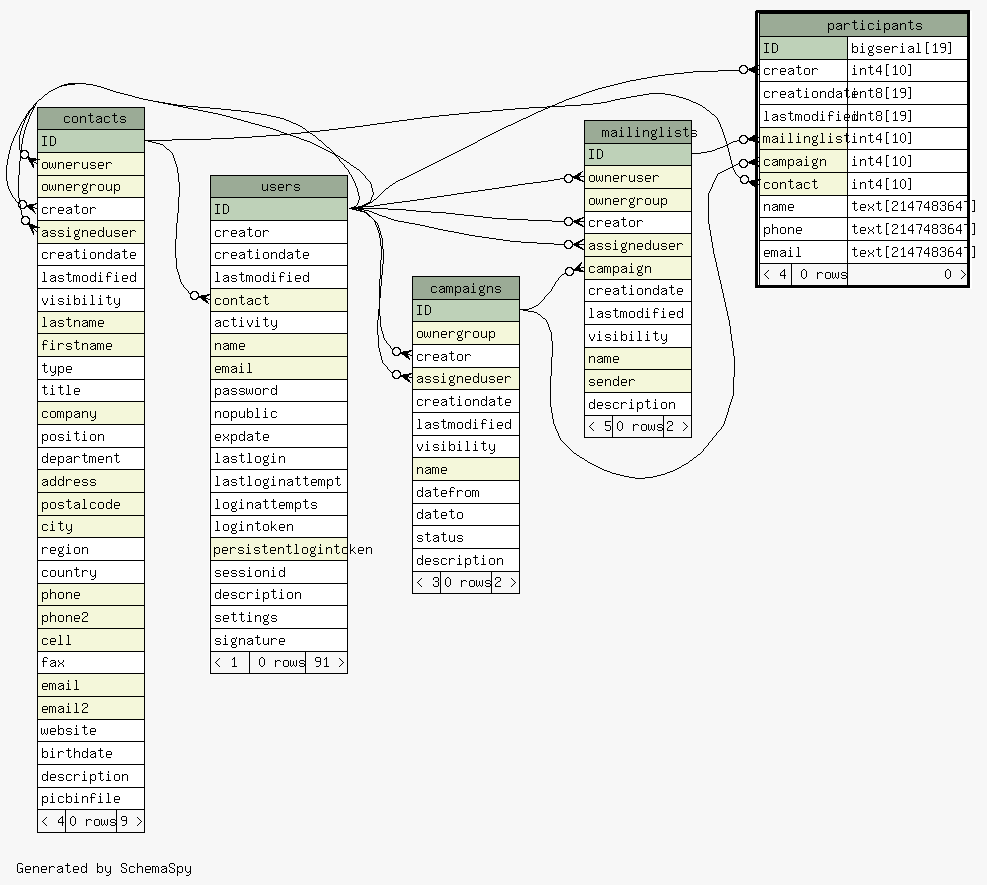 participants
ID bigserial[19]
creator int4[10]
creationdate int8[19]
lastmodified int8[19]
mailinglist int4[10]
campaign int4[10]
contact int4[10]
name text[2147483647]
phone text[2147483647]
email text[2147483647]
< 4 0 rows 0 >
contacts
ID
owneruser
ownergroup
creator
assigneduser
creationdate
lastmodified
visibility
lastname
firstname
type
title
company
position
department
address
postalcode
city
region
country
phone
phone2
cell
fax
email
email2
website
birthdate
description
picbinfile
< 4 0 rows 9 >
users
ID
creator
creationdate
lastmodified
contact
activity
name
email
password
nopublic
expdate
lastlogin
lastloginattempt
loginattempts
logintoken
persistentlogintoken
sessionid
description
settings
signature
< 1 0 rows 91 >
campaigns
ID
ownergroup
creator
assigneduser
creationdate
lastmodified
visibility
name
datefrom
dateto
status
description
< 3 0 rows 2 >
mailinglists
ID
owneruser
ownergroup
creator
assigneduser
campaign
creationdate
lastmodified
visibility
name
sender
description
< 5 0 rows 2 >
Generated by SchemaSpy